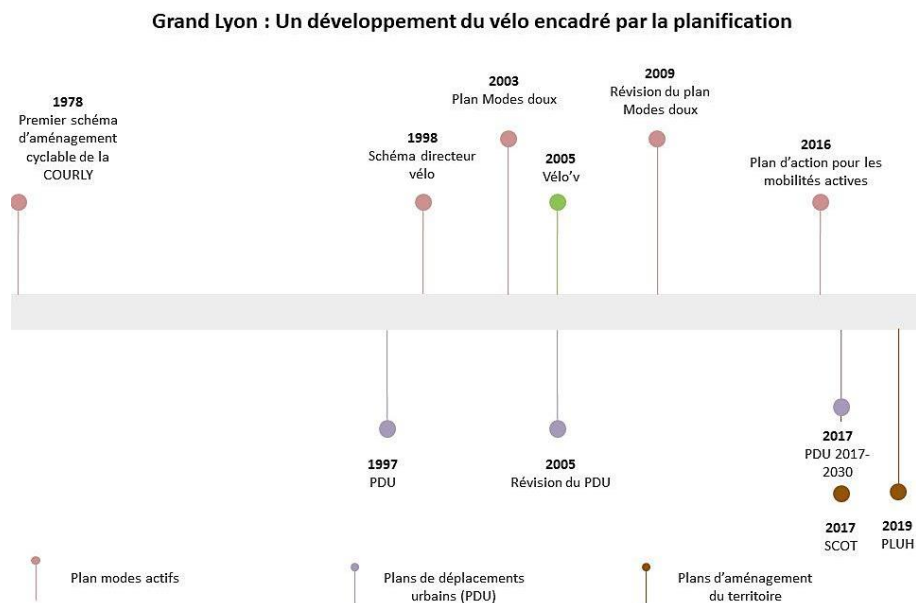 Grand Lyon : Un développement du vélo encadré par la planification
1978
Premier schéma
d'aménagement
cyclable de la
COURLY
1998
Schéma directeur
vélo
2003
Plan Modes doux
2005
Vélo'v
2009
Révision du plan
Modes doux
2016
Plan d'action pour les
mobilités actives
1997
PDU
2005
Révision du PDU
2017
PDU 2017-
2030
2017
SCOT
2019
PLUH
Plan modes actifs
Plans de déplacements
urbains (PDU)
Plans d'aménagement
du territoire